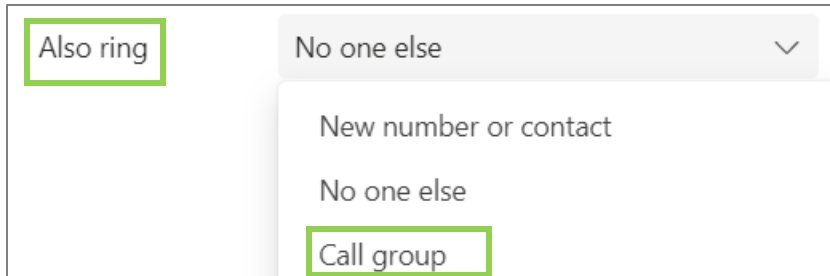 Also ring No one else
New number or contact
No one else
Call group